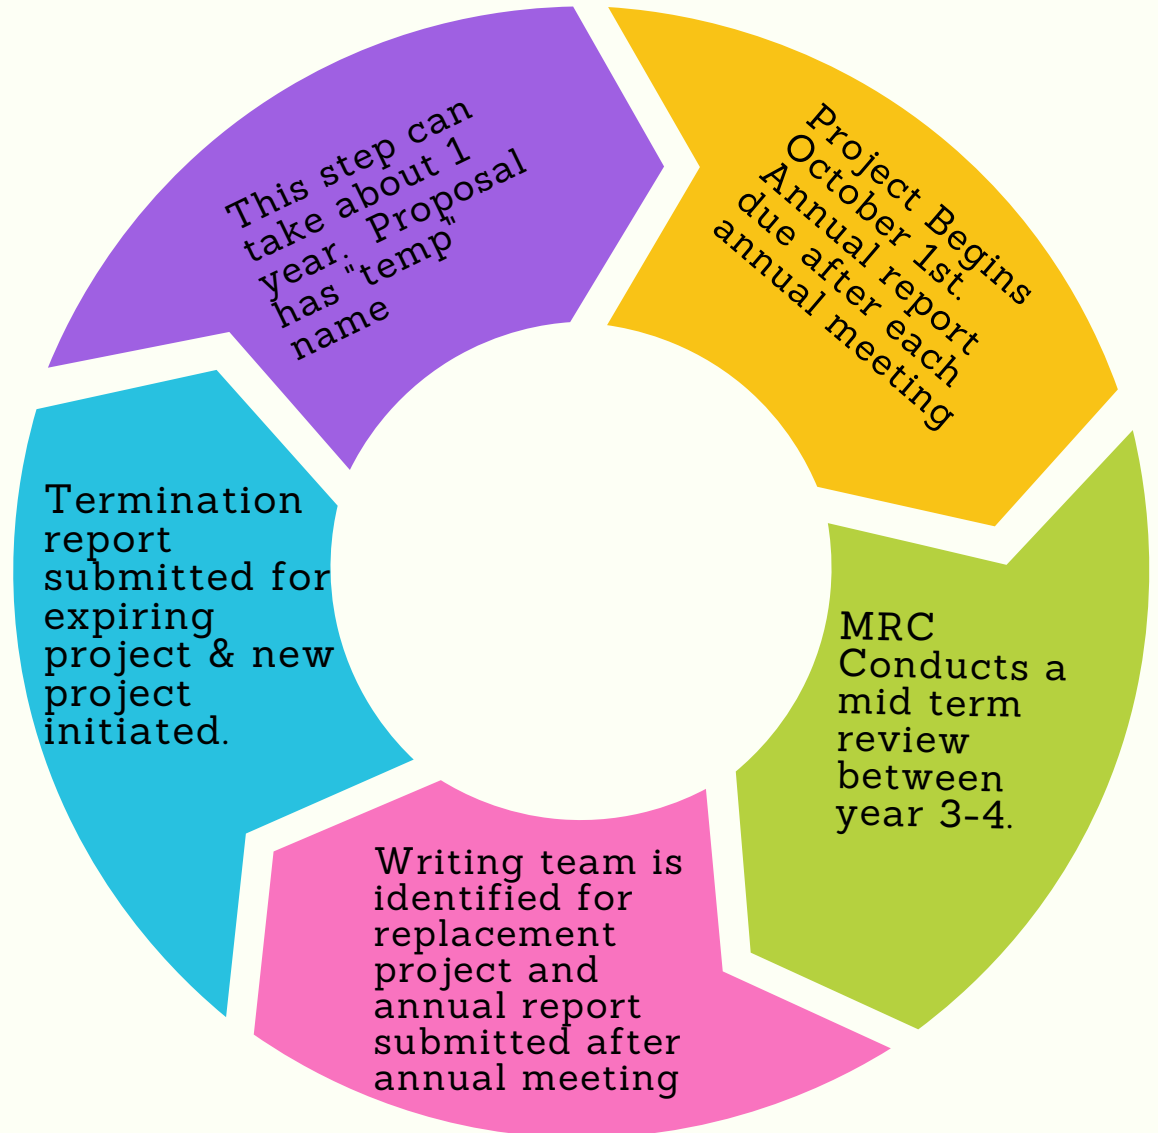 This step can
take about 1
year. Proposal
has "temp"
name
Project Begins
October 1st.
Annual report
due after each
annual meeting
MRC
Conducts a
mid term
review
between
year 3-4.
Writing team is
identified for
replacement
project and
annual report
submitted after
annual meeting
Termination
report
submitted for
expiring
project & new
project
initiated.